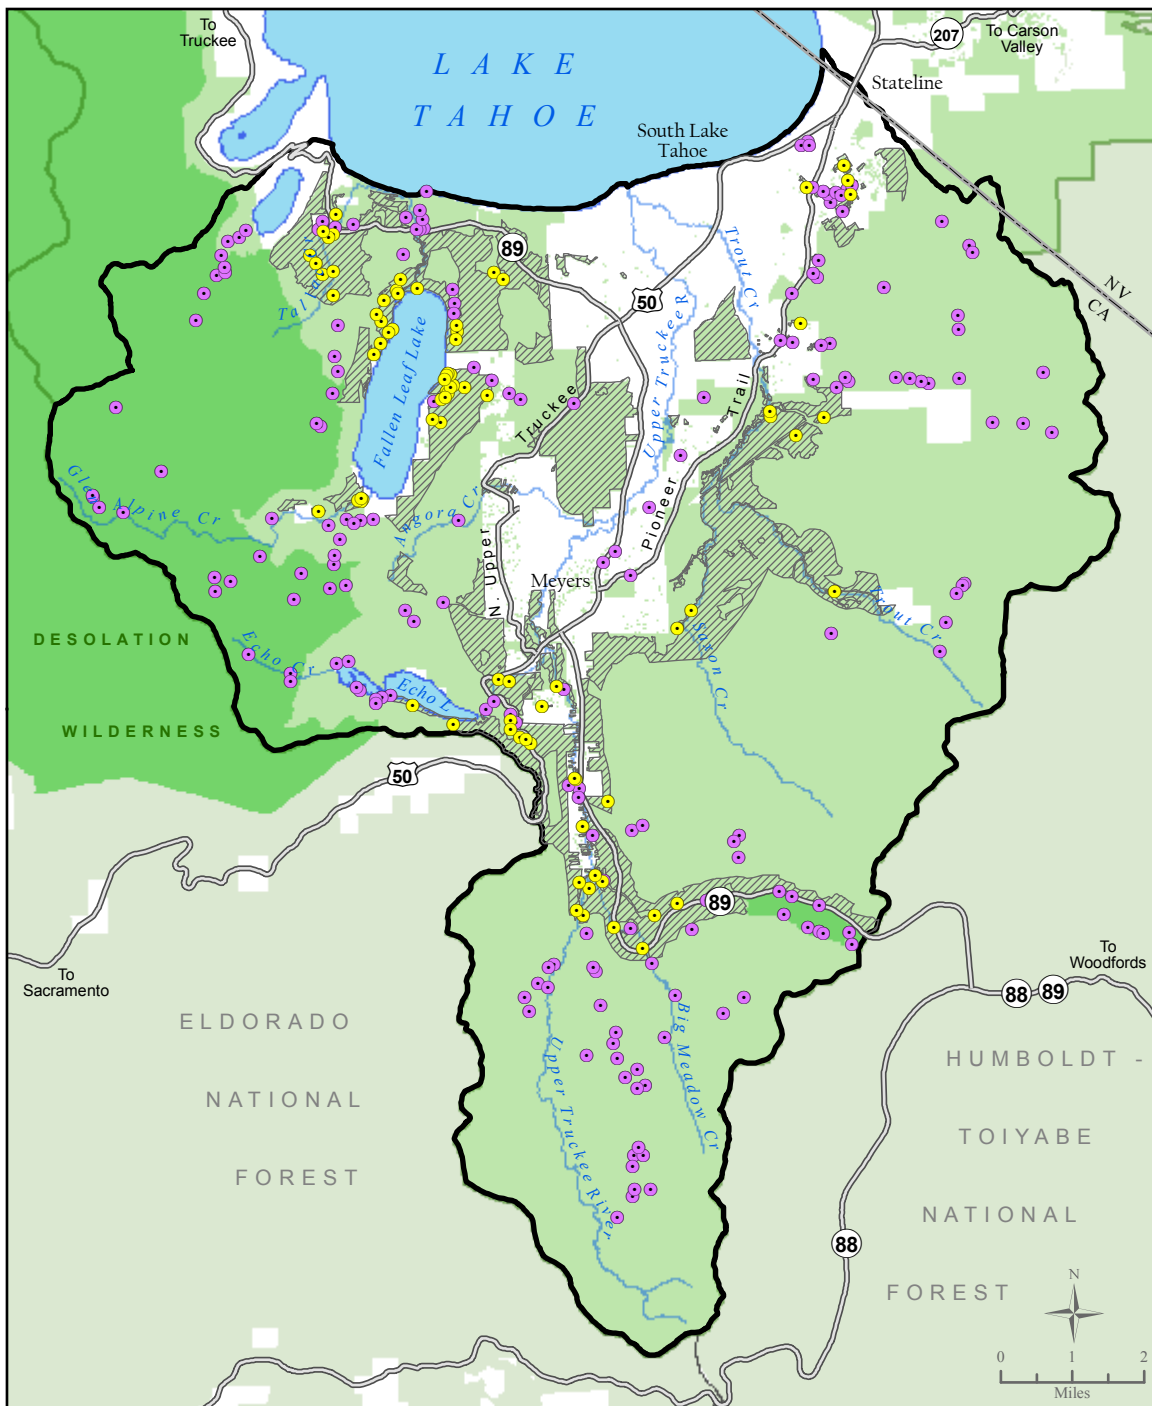 To
Truckee
LAKE
TAHOE
207
To Carson
Valley
Stateline
South Lake
Tahoe
NV
CA
89
50
Trout Cr
Upper Truckee R
Fallen Leaf Lake
Truckee
Trail
Pioneer
Glen Alpine Cr
Angora Cr
N. Upper
Meyers
DESOLATION
WILDERNESS
Echo Cr
Echo L
Saxon Cr
Trout Cr
50
89
To
Sacramento
To
Woodfords
88
89
ELDORADO
NATIONAL
FOREST
Big Meadow Cr
Upper Truckee River
HUMBOLDT -
TOIYABE
NATIONAL
FOREST
88
N
0 1 2
Miles